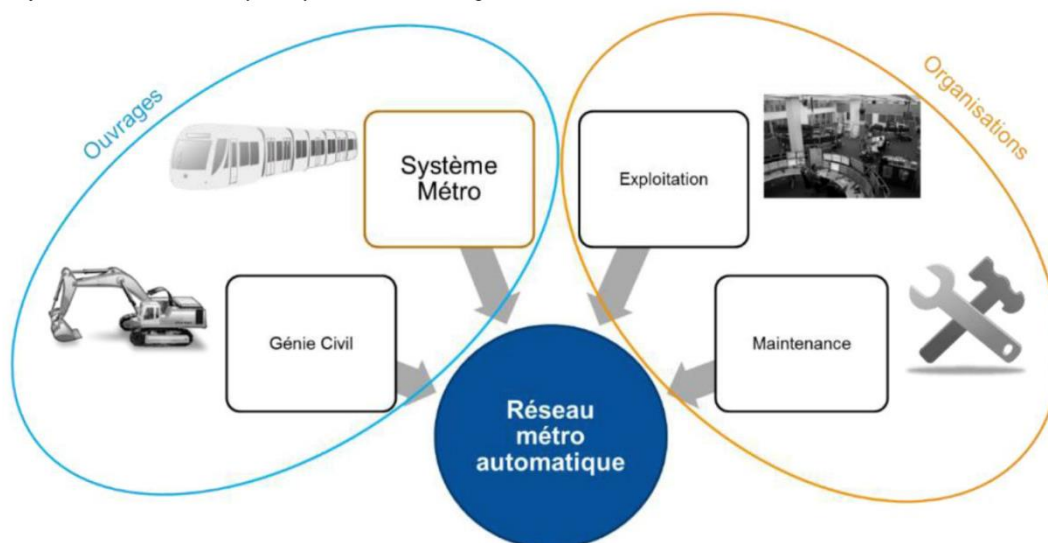 Ouvrages
Organisations
Système
Métro
Exploitation
Génie Civil
Maintenance
Réseau
métro
automatique